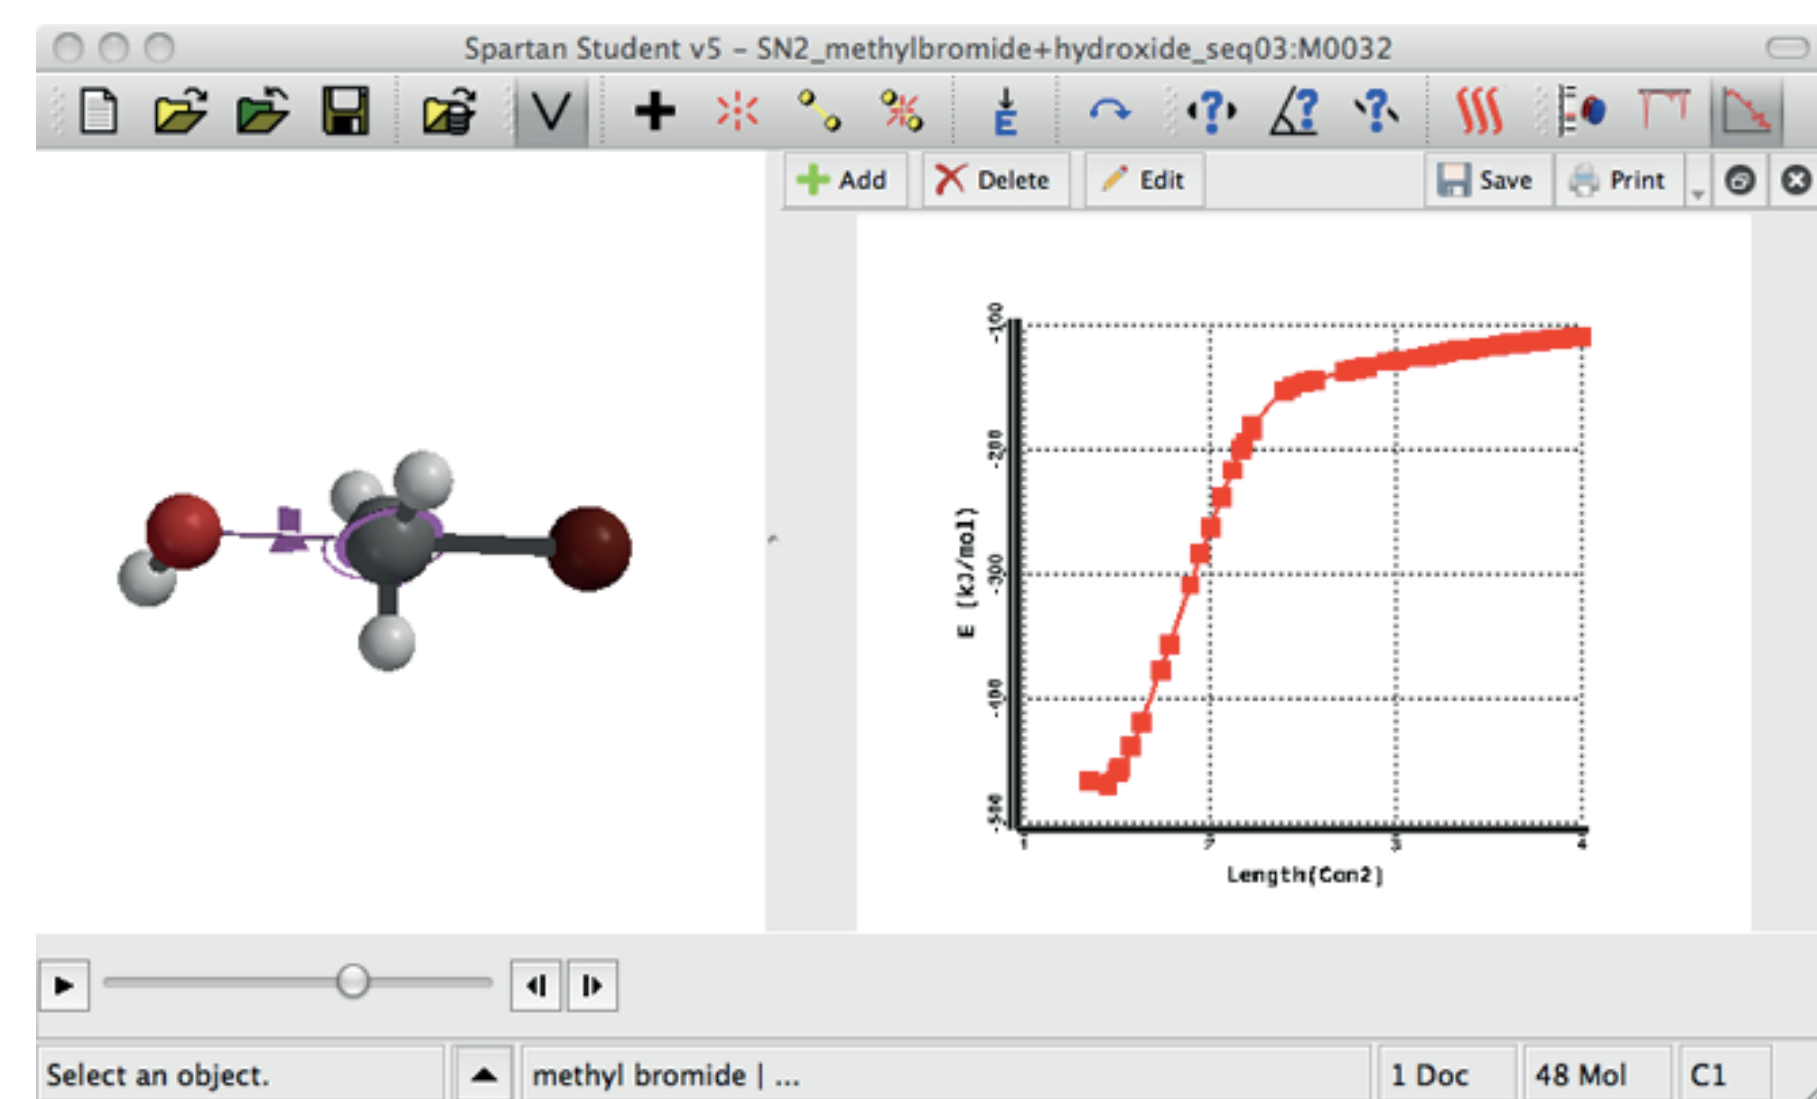 Spartan Student v5 – SN2_methylbromide+hydroxide_seq03:M0032
V E ? ? ?
Add Delete Edit Save Print
-100
-200
-300
-400
-500
E (kJ/mol)
1 2 3 4
Length(Con2)
Select an object.
methyl bromide | ...
1 Doc
48 Mol
C1